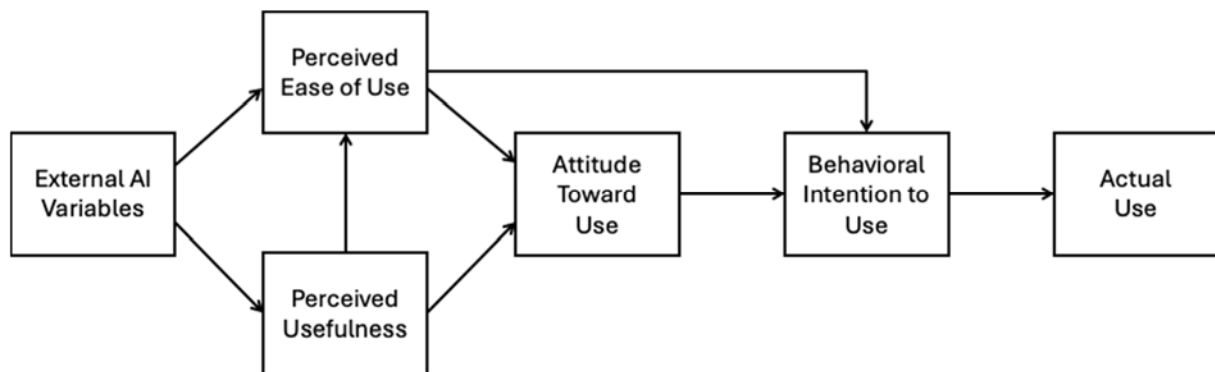 Perceived
Ease of Use
External AI
Variables
Attitude
Toward
Use
Behavioral
Intention to
Use
Actual
Use
Perceived
Usefulness